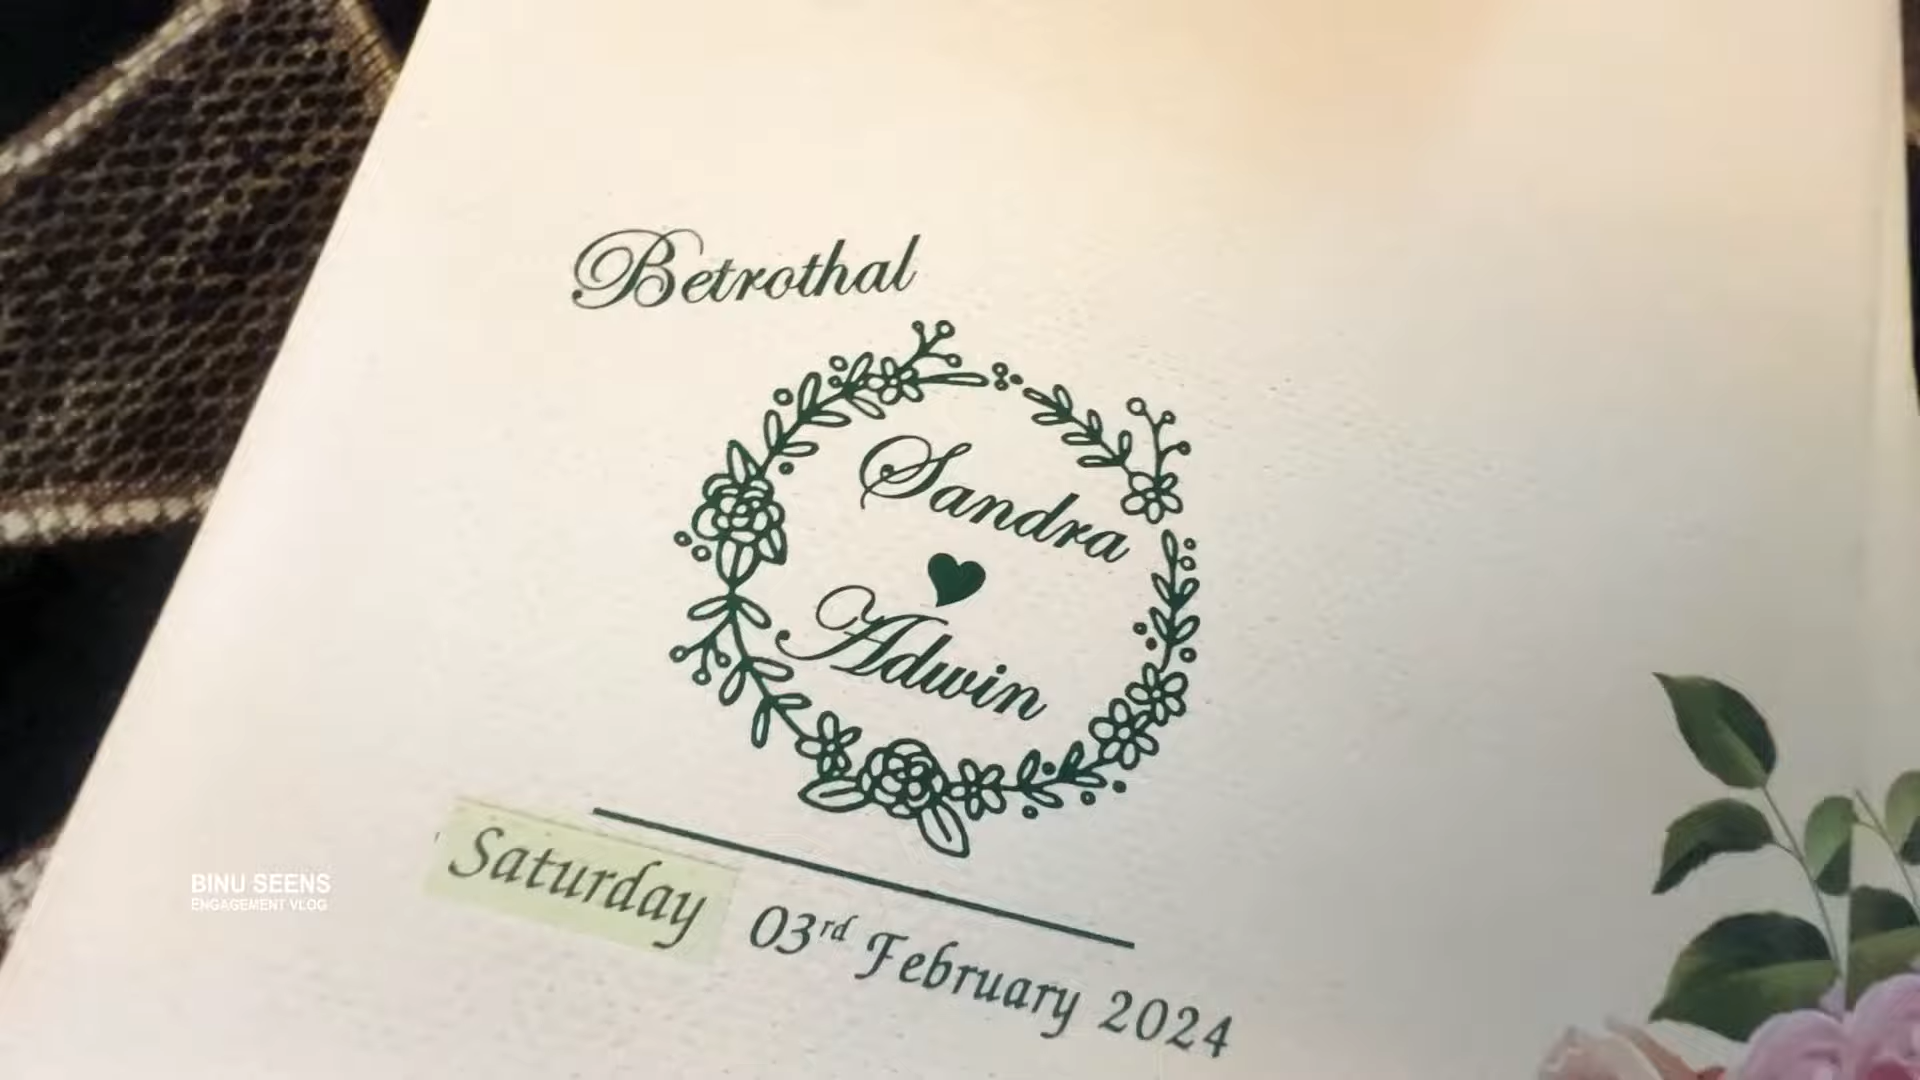 Betrothal
Sandra
Adwin
Saturday 03rd February 2024
BINU SEENS
ENGAGEMENT VLOG